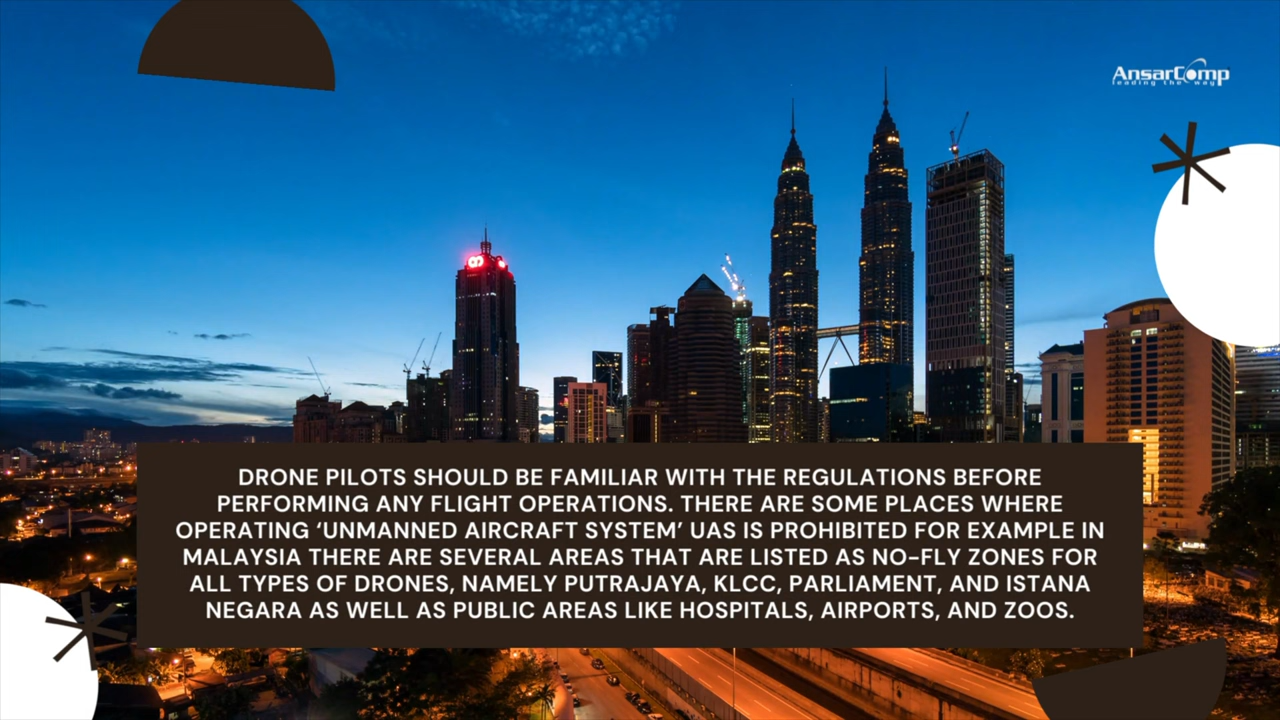 AnsarComp
leading the way
DRONE PILOTS SHOULD BE FAMILIAR WITH THE REGULATIONS BEFORE
PERFORMING ANY FLIGHT OPERATIONS. THERE ARE SOME PLACES WHERE
OPERATING ‘UNMANNED AIRCRAFT SYSTEM’ UAS IS PROHIBITED FOR EXAMPLE IN
MALAYSIA THERE ARE SEVERAL AREAS THAT ARE LISTED AS NO-FLY ZONES FOR
ALL TYPES OF DRONES, NAMELY PUTRAJAYA, KLCC, PARLIAMENT, AND ISTANA
NEGARA AS WELL AS PUBLIC AREAS LIKE HOSPITALS, AIRPORTS, AND ZOOS.